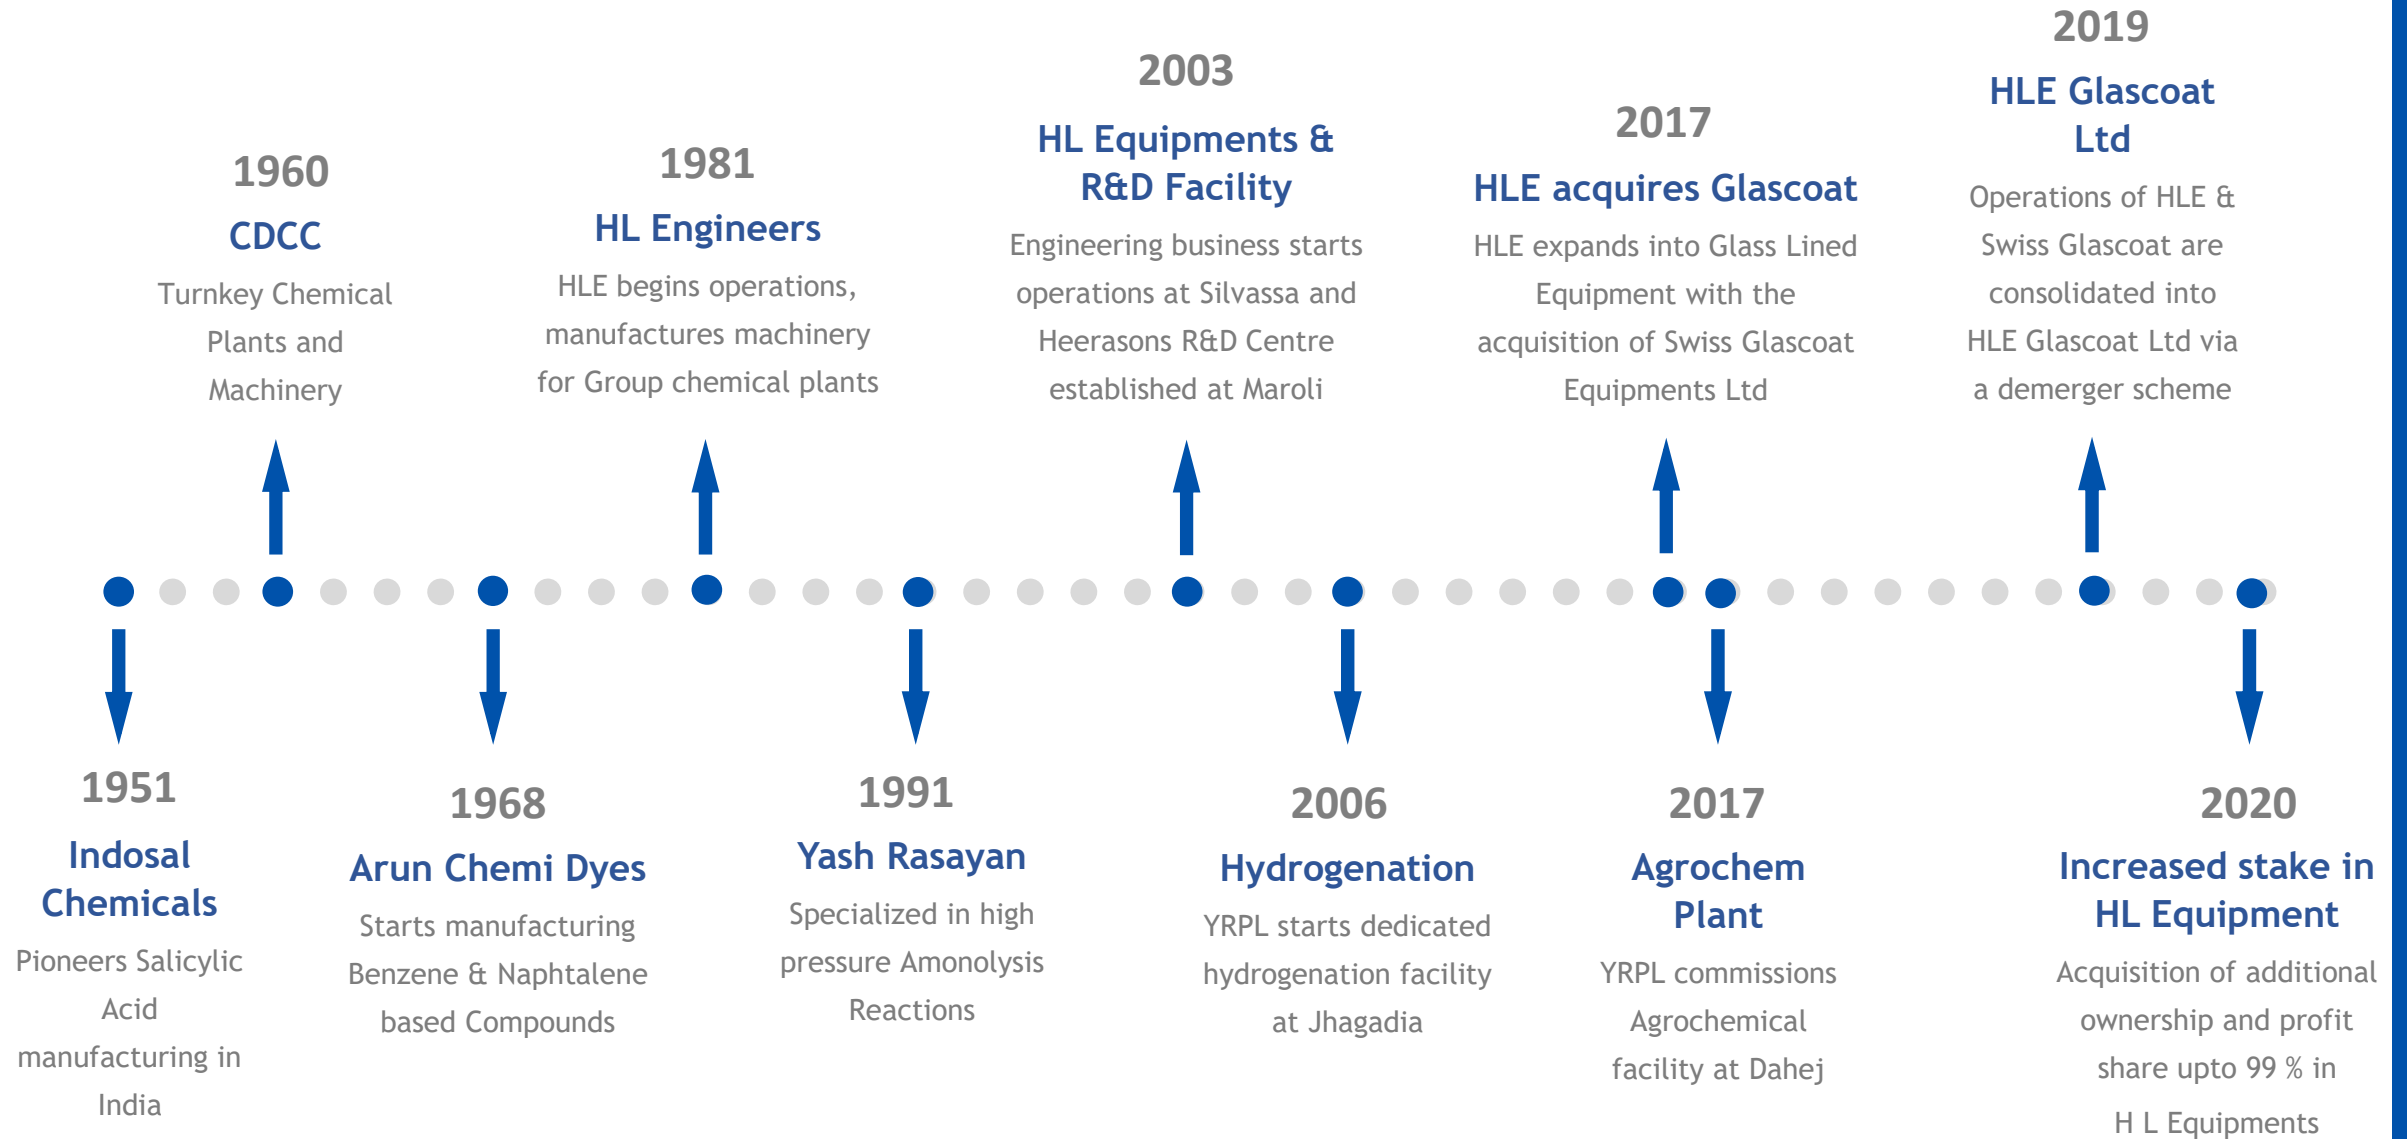 1960
CDCC
Turnkey Chemical
Plants and
Machinery
1981
HL Engineers
HLE begins operations,
manufactures machinery
for Group chemical plants
2003
HL Equipments &
R&D Facility
Engineering business starts
operations at Silvassa and
Heerasons R&D Centre
established at Maroli
2017
HLE acquires Glascoat
HLE expands into Glass Lined
Equipment with the
acquisition of Swiss Glascoat
Equipments Ltd
2019
HLE Glascoat
Ltd
Operations of HLE &
Swiss Glascoat are
consolidated into
HLE Glascoat Ltd via
a demerger scheme
1951
Indosal
Chemicals
Pioneers Salicylic
Acid
manufacturing in
India
1968
Arun Chemi Dyes
Starts manufacturing
Benzene & Naphtalene
based Compounds
1991
Yash Rasayan
Specialized in high
pressure Amonolysis
Reactions
2006
Hydrogenation
YRPL starts dedicated
hydrogenation facility
at Jhagadia
2017
Agrochem
Plant
YRPL commissions
Agrochemical
facility at Dahej
2020
Increased stake in
HL Equipment
Acquisition of additional
ownership and profit
share upto 99 % in
H L Equipments